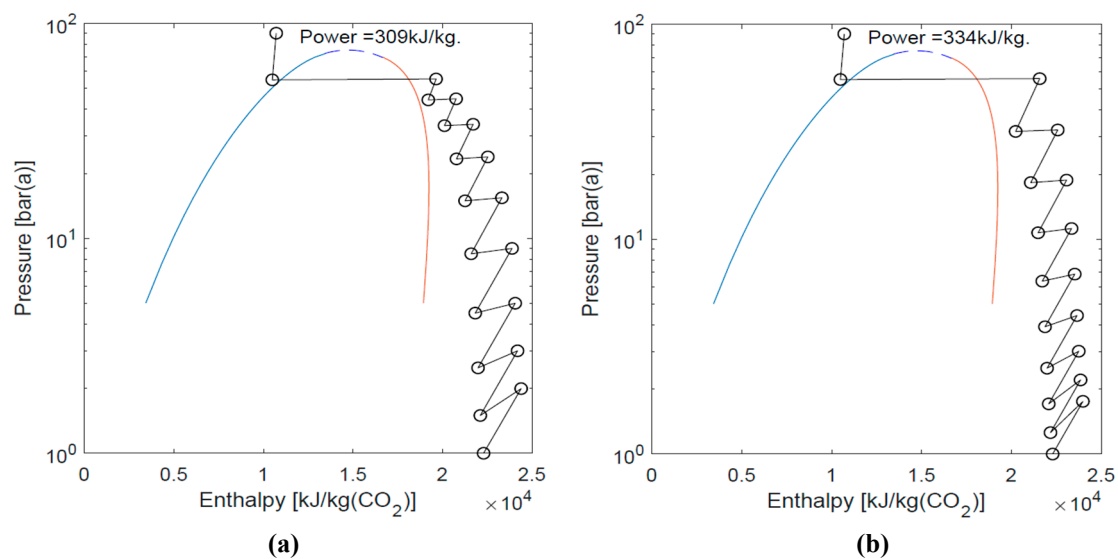 10²
Power =309kJ/kg.
Pressure [bar(a)]
10¹
10⁰
0 0.5 1 1.5 2 2.5
Enthalpy [kJ/kg(CO₂)]
×10⁴
(a)
10²
Power =334kJ/kg.
Pressure [bar(a)]
10¹
10⁰
0 0.5 1 1.5 2 2.5
Enthalpy [kJ/kg(CO₂)]
×10⁴
(b)